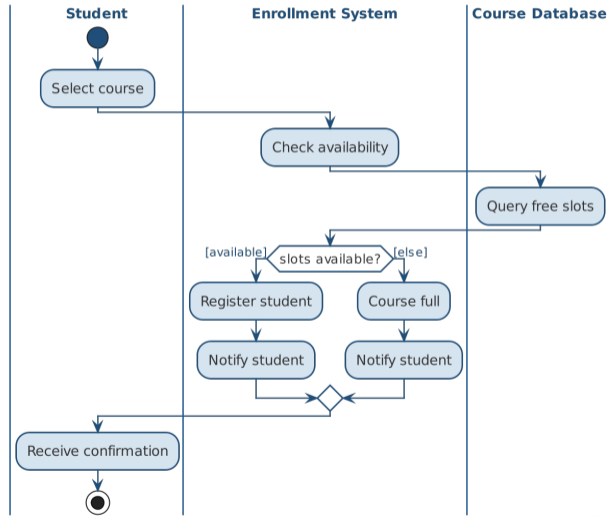 Student
Enrollment System
Course Database
Select course
Check availability
Query free slots
[available]
slots available?
[else]
Register student
Course full
Notify student
Notify student
Receive confirmation